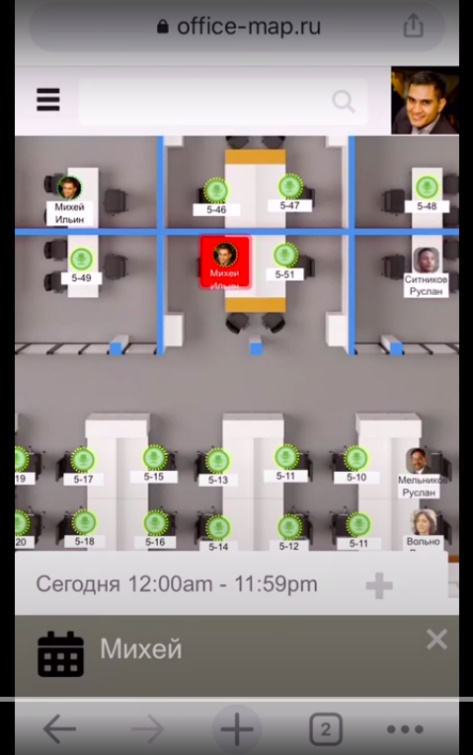 office-map.ru
Михей
Ильин
5-46
5-47
5-48
5-49
Михей
Ильин
5-51
Ситников
Руслан
19
5-17
5-15
5-13
5-11
5-10
Мельников
Руслан
20
5-18
5-16
5-14
5-12
5-11
Вольно
Сегодня 12:00am - 11:59pm
Михей
2